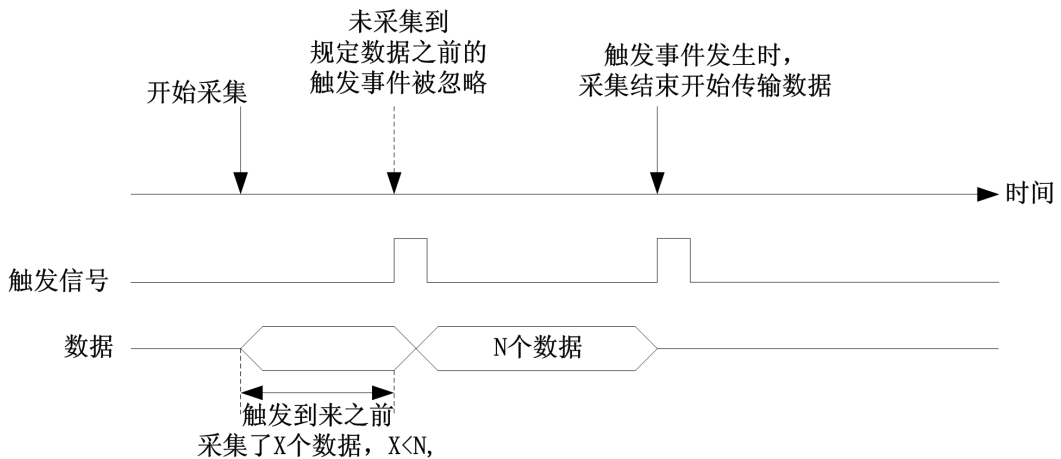 未采集到
规定数据之前的
触发事件被忽略
触发事件发生时，
采集结束开始传输数据
开始采集
时间
触发信号
数据
N个数据
触发到来之前
采集了X个数据，X<N，